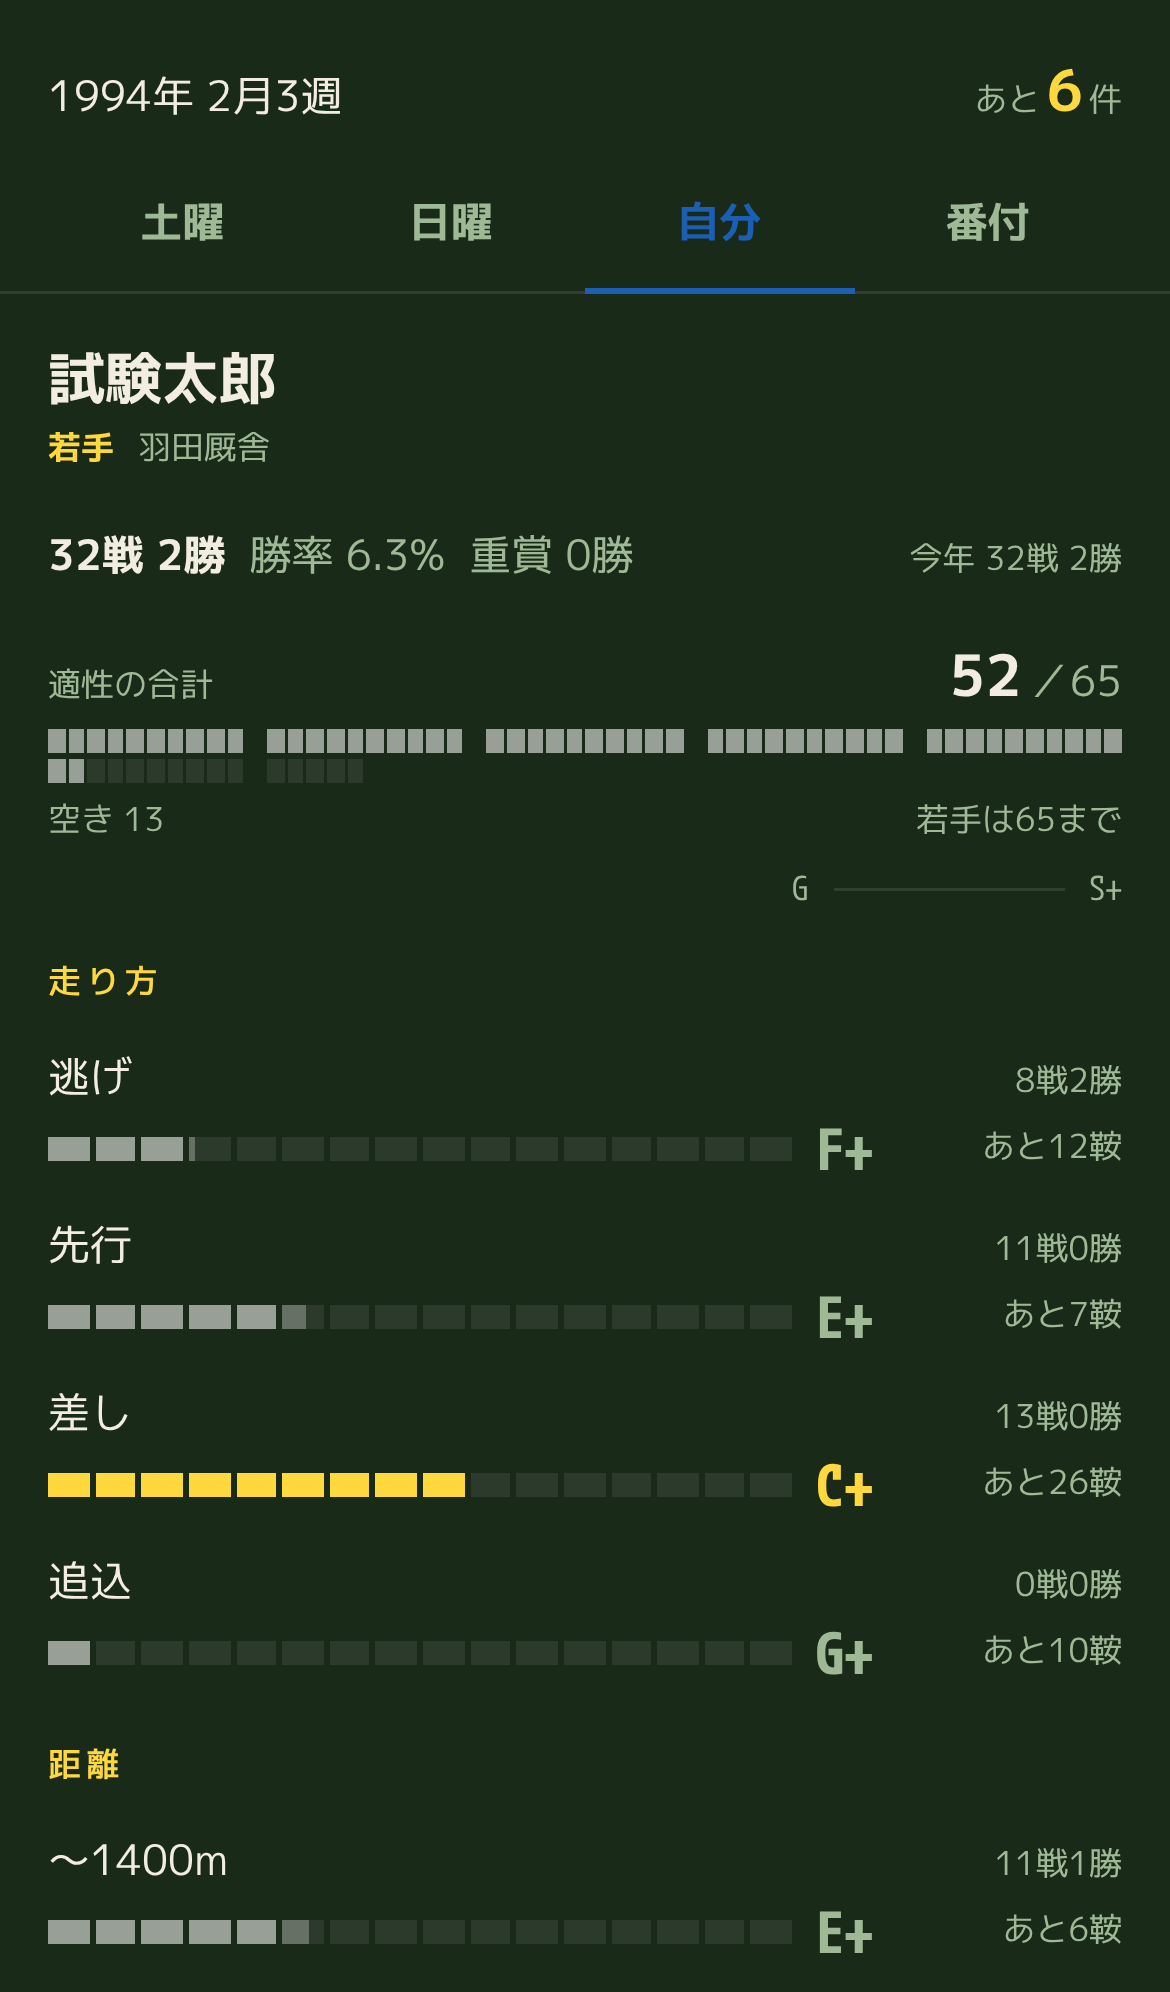 1994年 2月3週
あと6件
土曜 日曜 自分 番付
試験太郎
若手 羽田厩舎
32戦 2勝 勝率 6.3% 重賞 0勝 今年 32戦 2勝
適性の合計 52／65
空き 13 若手は65まで
G S+
走り方
逃げ 8戦2勝
F+ あと12鞍
先行 11戦0勝
E+ あと7鞍
差し 13戦0勝
C+ あと26鞍
追込 0戦0勝
G+ あと10鞍
距離
〜1400m 11戦1勝
E+ あと6鞍